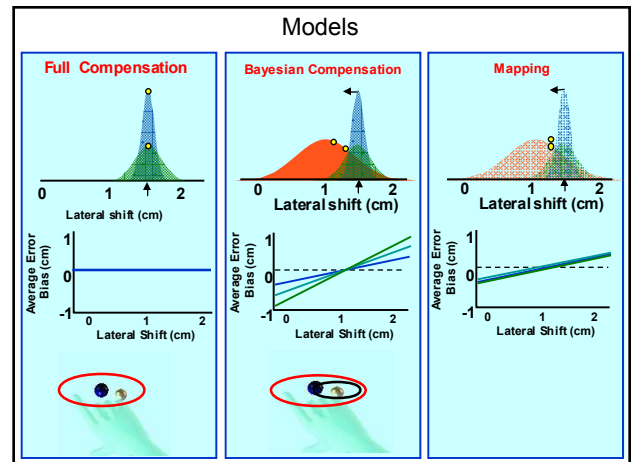 Models
Full Compensation
0 1 2
Lateral shift (cm)
Average Error
Bias (cm)
1
0
-1
0 1 2
Lateral Shift (cm)
Bayesian Compensation
0 1 2
Lateral shift (cm)
Average Error
Bias (cm)
1
0
-1
0 1 2
Lateral Shift (cm)
Mapping
0 1 2
Lateral shift (cm)
Average Error
Bias (cm)
1
0
-1
0 1 2
Lateral Shift (cm)